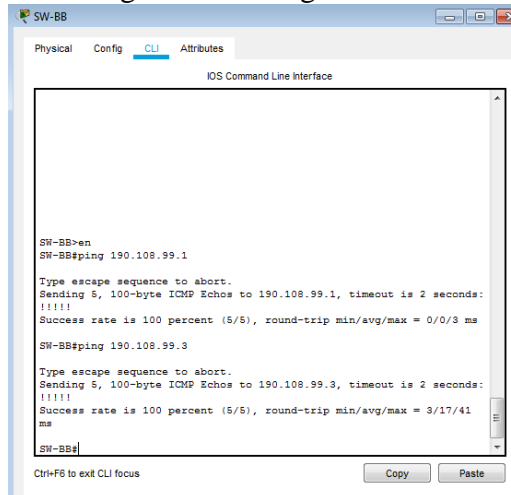 SW-BB
Physical Config CLI Attributes
IOS Command Line Interface
SW-BB>en
SW-BB#ping 190.108.99.1
Type escape sequence to abort.
Sending 5, 100-byte ICMP Echos to 190.108.99.1, timeout is 2 seconds:
!!!!!
Success rate is 100 percent (5/5), round-trip min/avg/max = 0/0/3 ms
SW-BB#ping 190.108.99.3
Type escape sequence to abort.
Sending 5, 100-byte ICMP Echos to 190.108.99.3, timeout is 2 seconds:
!!!!!
Success rate is 100 percent (5/5), round-trip min/avg/max = 3/17/41
ms
SW-BB#
Ctrl+F6 to exit CLI focus
Copy Paste